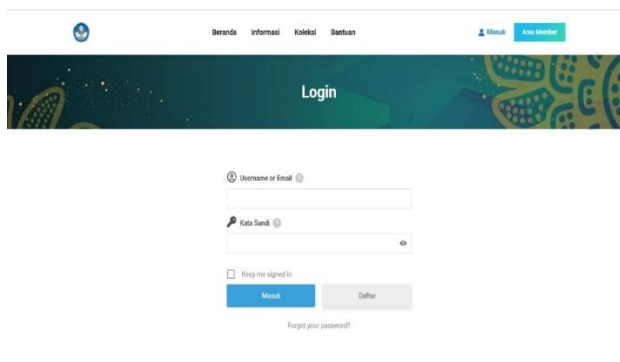 Beranda Informasi Koleksi Bantuan Masuk Area Member
Login
Username or Email ?
Kata Sandi ?
Keep me signed in
Masuk Daftar
Forgot your password?